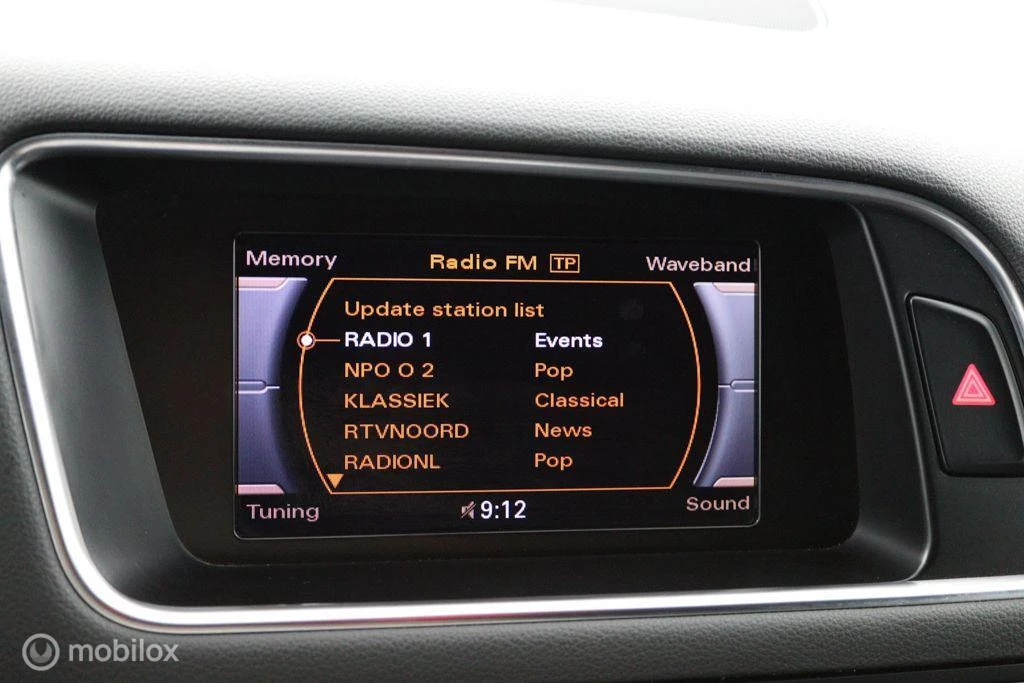 Memory Radio FM TP Waveband
Update station list
RADIO 1 Events
NPO O 2 Pop
KLASSIEK Classical
RTVNOORD News
RADIONL Pop
Tuning 9:12 Sound
mobilox